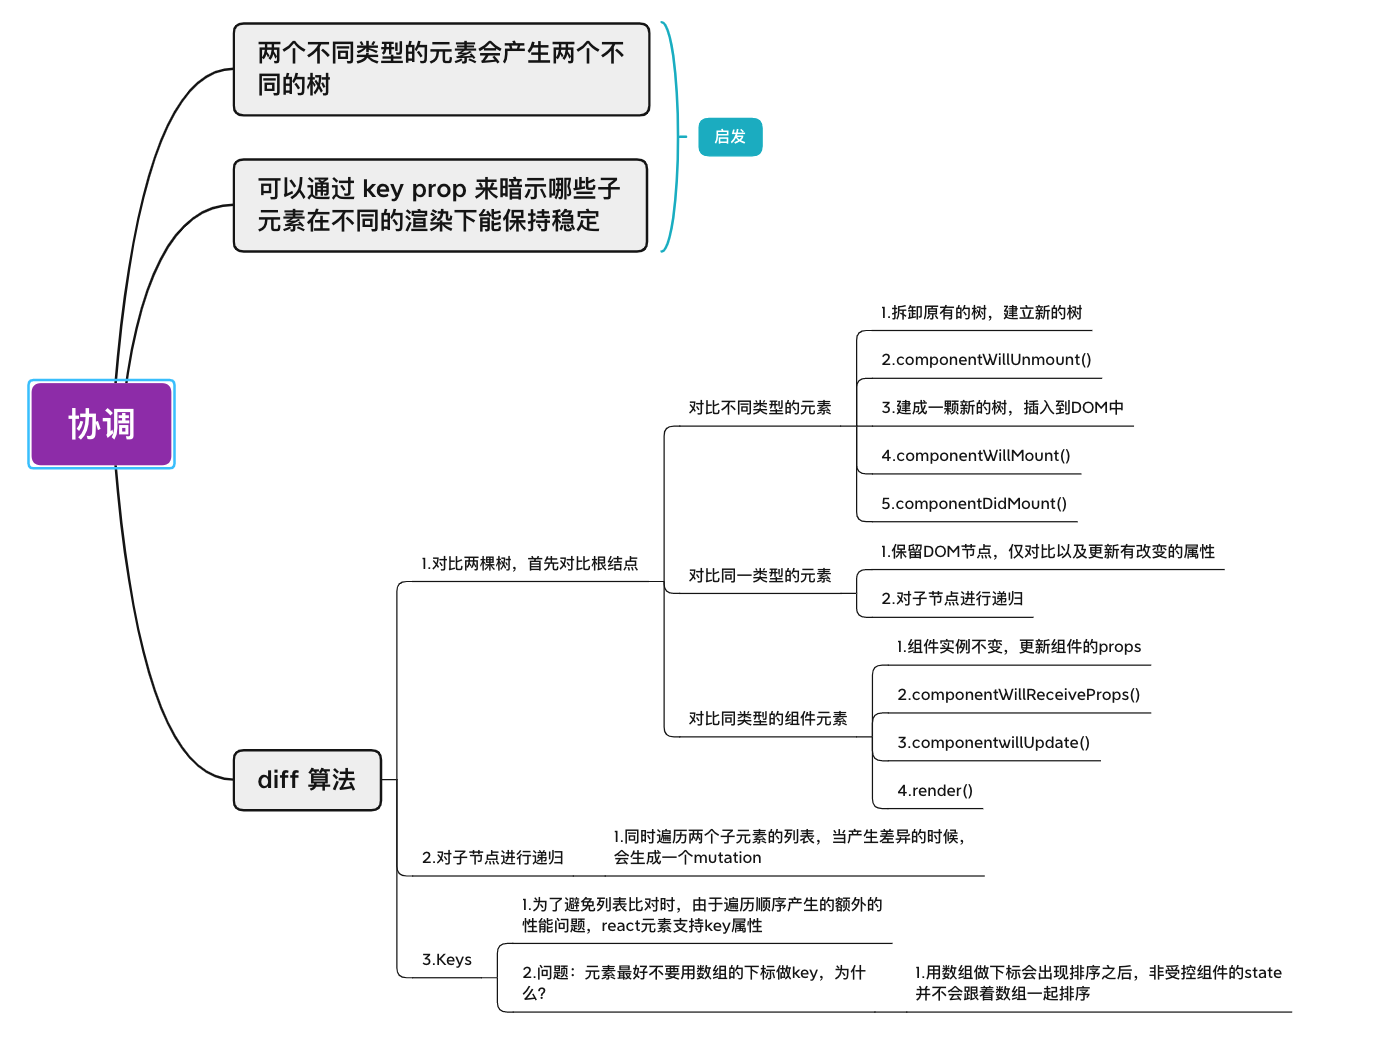 两个不同类型的元素会产生两个不
同的树
启发
可以通过 key prop 来暗示哪些子
元素在不同的渲染下能保持稳定
协调
diff 算法
1.对比两棵树，首先对比根结点
对比不同类型的元素
1.拆卸原有的树，建立新的树
2.componentWillUnmount()
3.建成一颗新的树，插入到DOM中
4.componentWillMount()
5.componentDidMount()
对比同一类型的元素
1.保留DOM节点，仅对比以及更新有改变的属性
2.对子节点进行递归
对比同类型的组件元素
1.组件实例不变，更新组件的props
2.componentWillReceiveProps()
3.componentwillUpdate()
4.render()
2.对子节点进行递归
1.同时遍历两个子元素的列表，当产生差异的时候，
会生成一个mutation
3.Keys
1.为了避免列表比对时，由于遍历顺序产生的额外的
性能问题，react元素支持key属性
2.问题：元素最好不要用数组的下标做key，为什
么?
1.用数组做下标会出现排序之后，非受控组件的state
并不会跟着数组一起排序